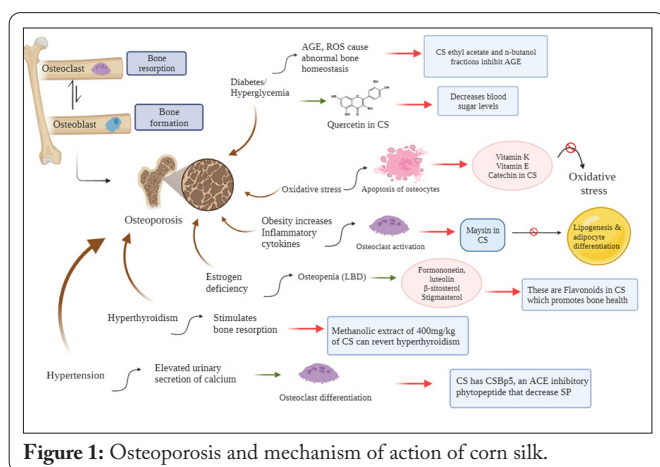 Osteoclast
Bone
resorption
Osteoblast
Bone
formation
Osteoporosis
Diabetes/
Hyperglycemia
AGE, ROS cause
abnormal bone
homeostasis
CS ethyl acetate and n-butanol
fractions inhibit AGE
Quercetin in CS
Decreases blood
sugar levels
Oxidative stress
Apoptosis of osteocytes
Vitamin K
Vitamin E
Catechin in CS
Oxidative
stress
Obesity increases
Inflammatory
cytokines
Osteoclast activation
Maysin in
CS
Lipogenesis &
adipocyte
differentiation
Estrogen
deficiency
Osteopenia (LBD)
Formononetin,
luteolin
β-sitosterol
Stigmasterol
These are Flavonoids in CS
which promotes bone health
Hyperthyroidism
Stimulates
bone resorption
Methanolic extract of 400mg/kg
of CS can revert hyperthyroidism
Hypertension
Elevated urinary
secretion of calcium
Osteoclast differentiation
CS has CSBp5, an ACE inhibitory
phytopeptide that decrease SP
Figure 1: Osteoporosis and mechanism of action of corn silk.